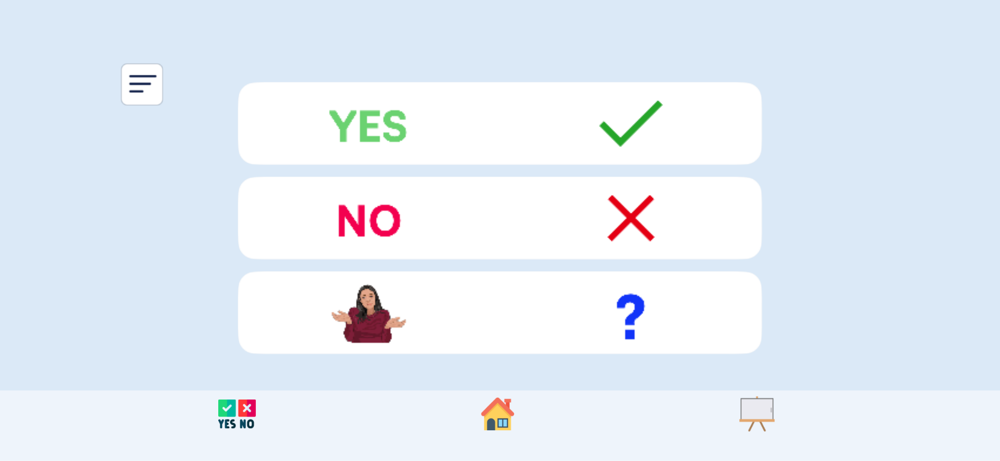 YES
NO
?
YES NO